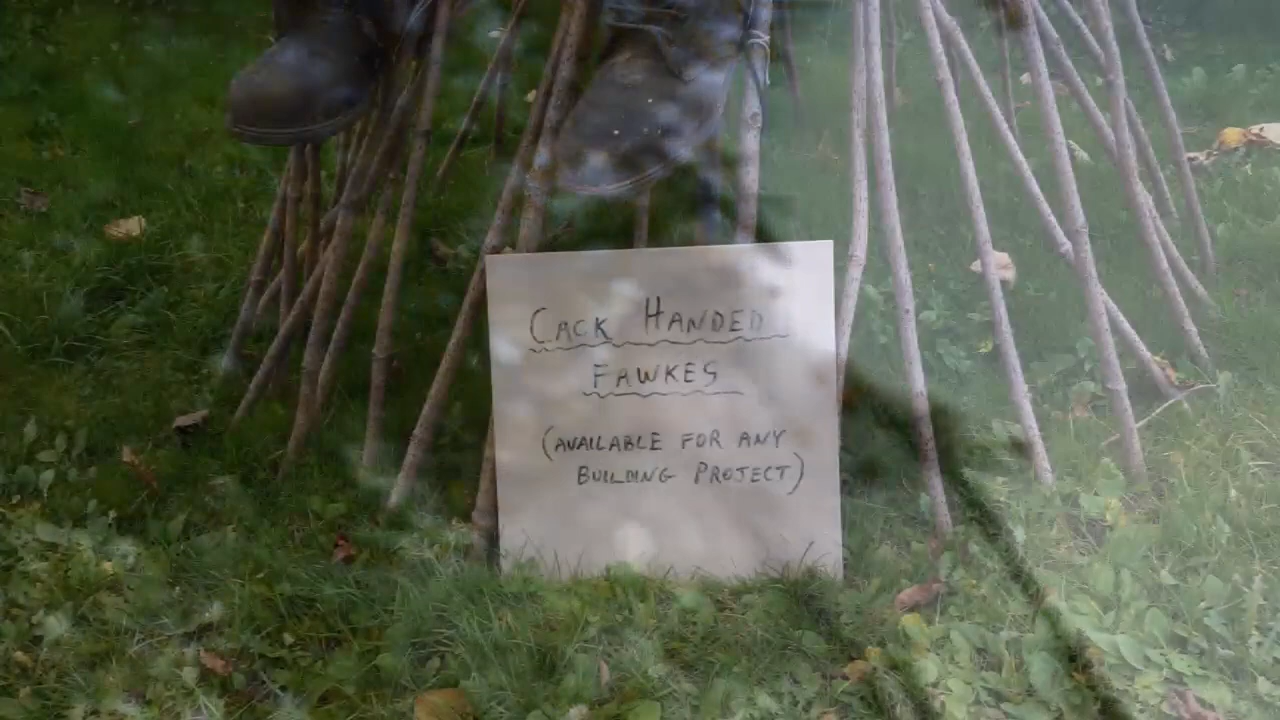 CACK HANDED
FAWKES
(AVAILABLE FOR ANY
BUILDING PROJECT)